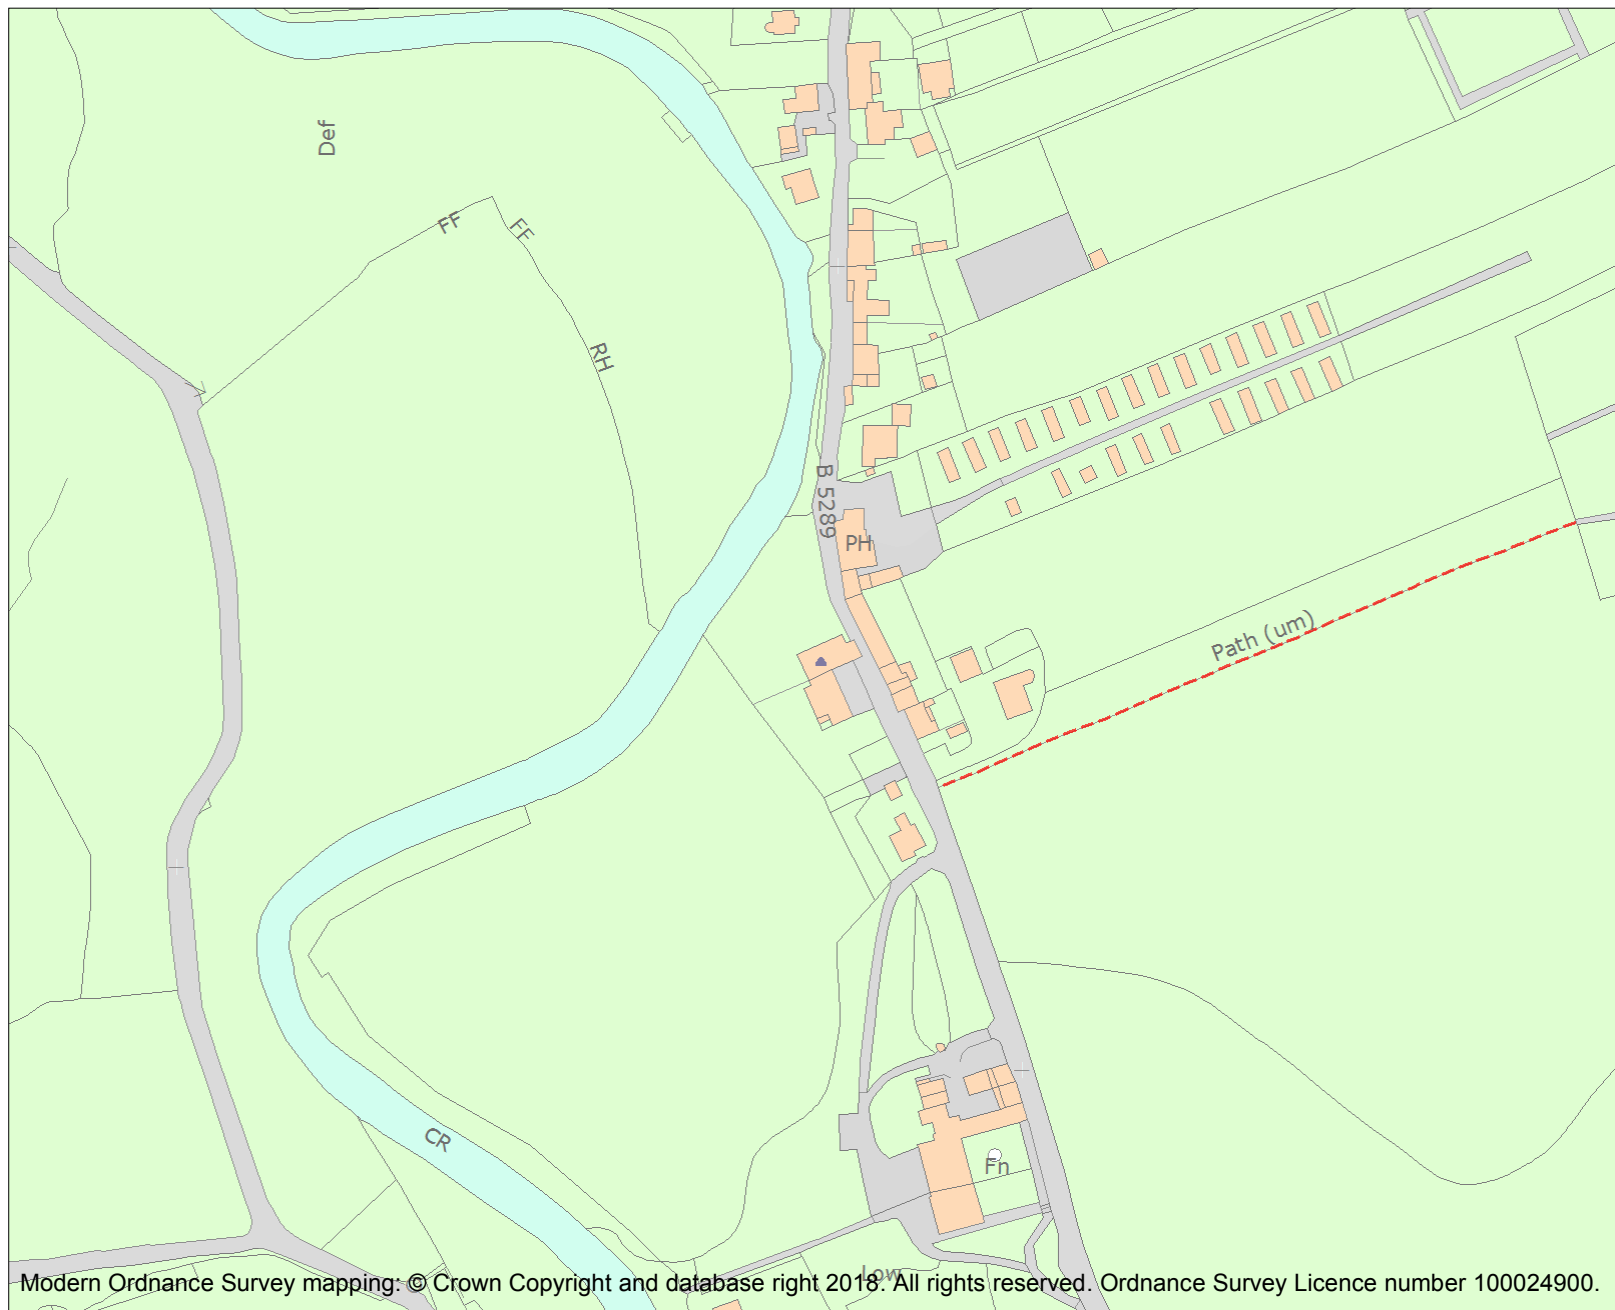 Def
FF
FF
RH
B 5289
PH
Path (um)
CR
Fn
Low
Modern Ordnance Survey mapping: © Crown Copyright and database right 2018. All rights reserved. Ordnance Survey Licence number 100024900.